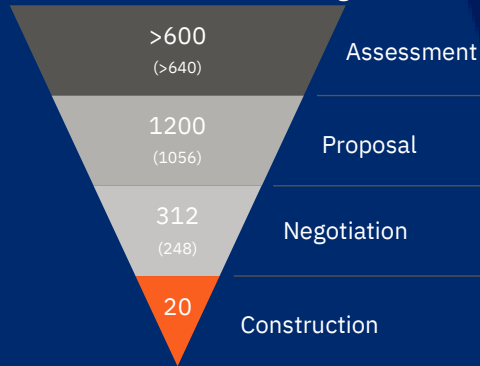 >600
(>640)
Assessment
1200
(1056)
Proposal
312
(248)
Negotiation
20
Construction